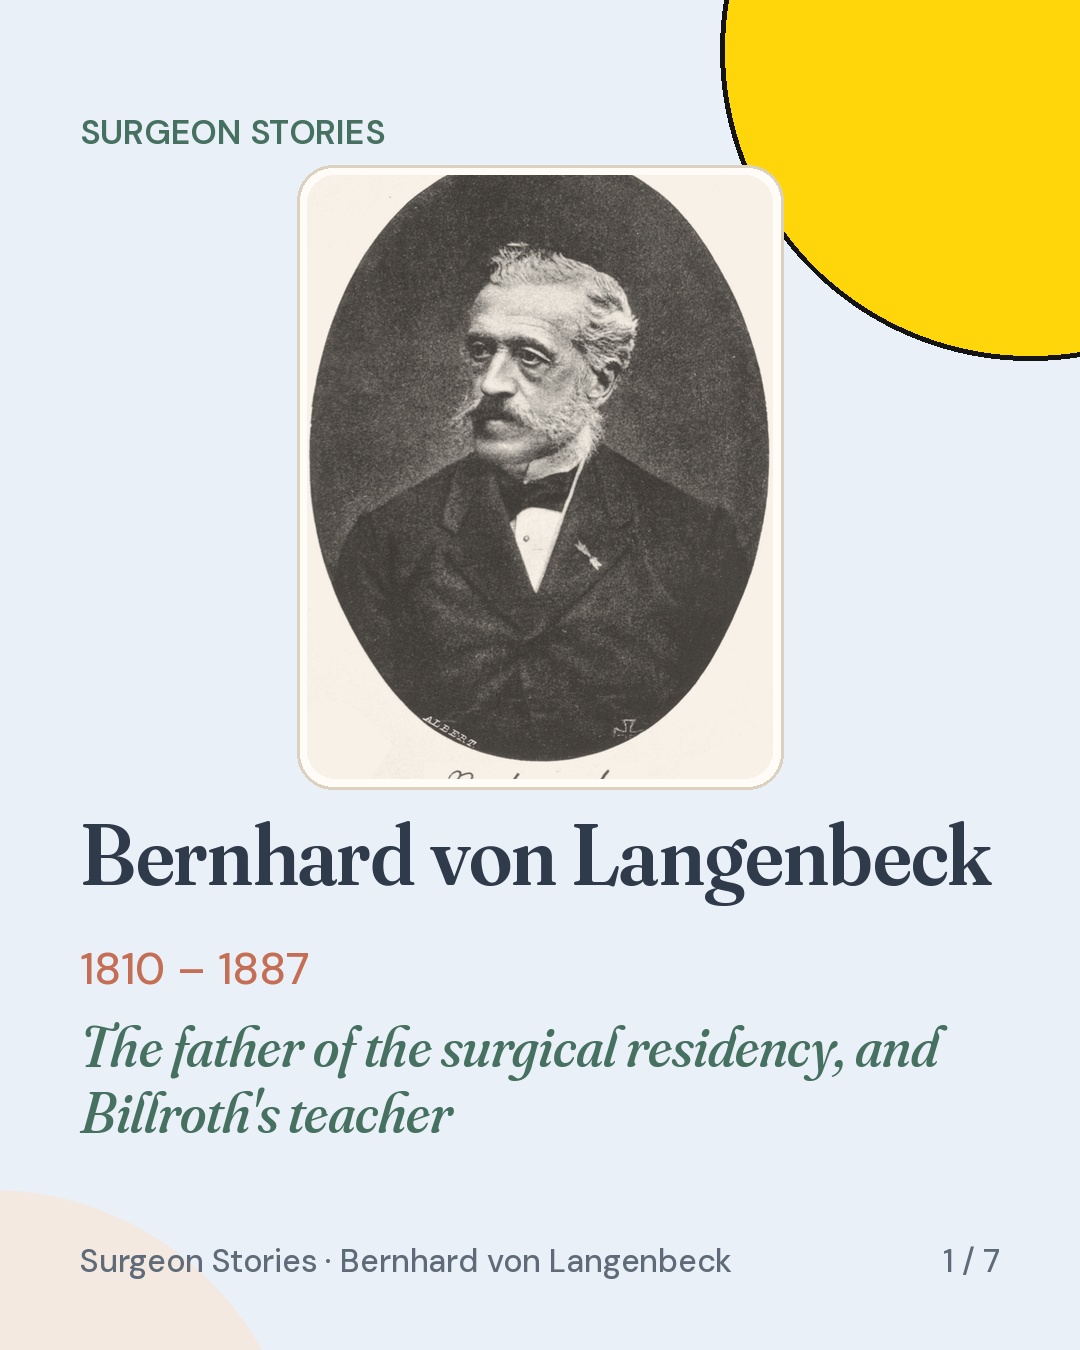 SURGEON STORIES
ALBERT
Bernhard von Langenbeck
1810 – 1887
The father of the surgical residency, and
Billroth's teacher
Surgeon Stories · Bernhard von Langenbeck
1 / 7